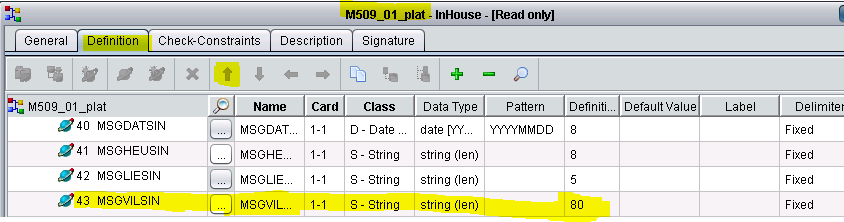 M509_01_plat - InHouse - [Read only]
General Definition Check-Constraints Description Signature
M509_01_plat Name Card Class Data Type Pattern Definiti... Default Value Label Delimiter
40 MSGDATSIN ... MSGDAT... 1-1 D - Date ... date [YY... YYYYMMDD 8 Fixed
41 MSGHEUSIN ... MSGHE... 1-1 S - String string (len) 8 Fixed
42 MSGLIESIN ... MSGLIE... 1-1 S - String string (len) 5 Fixed
43 MSGVILSIN ... MSGVIL... 1-1 S - String string (len) 80 Fixed